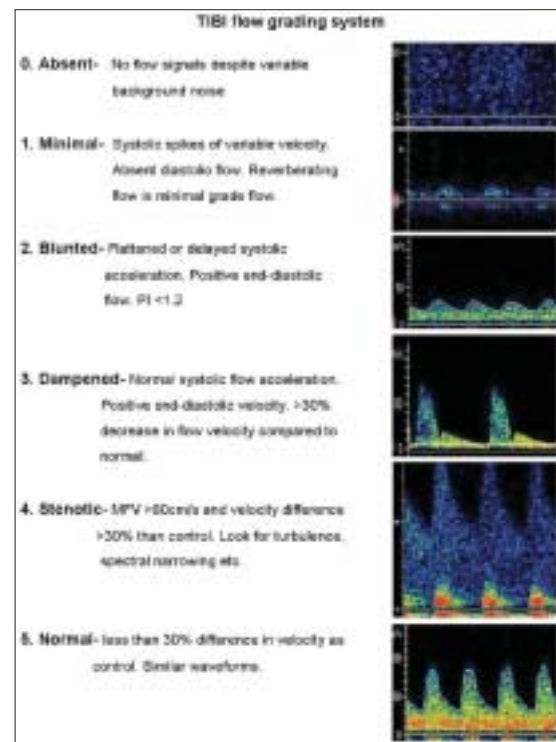 TIBI flow grading system
0. Absent- No flow signals despite variable
background noise
1. Minimal- Systolic spikes of variable velocity.
Absent diastolic flow. Reverberating
flow is minimal grade flow.
2. Blunted- Flattened or delayed systolic
acceleration. Positive end-diastolic
flow. PI <1.2
3. Dampened- Normal systolic flow acceleration.
Positive end-diastolic velocity. >30%
decrease in flow velocity compared to
normal.
4. Stenotic- MFV >80cm/s and velocity difference
>30% than control. Look for turbulence,
spectral narrowing etc.
5. Normal- less than 30% difference in velocity as
control. Similar waveforms.